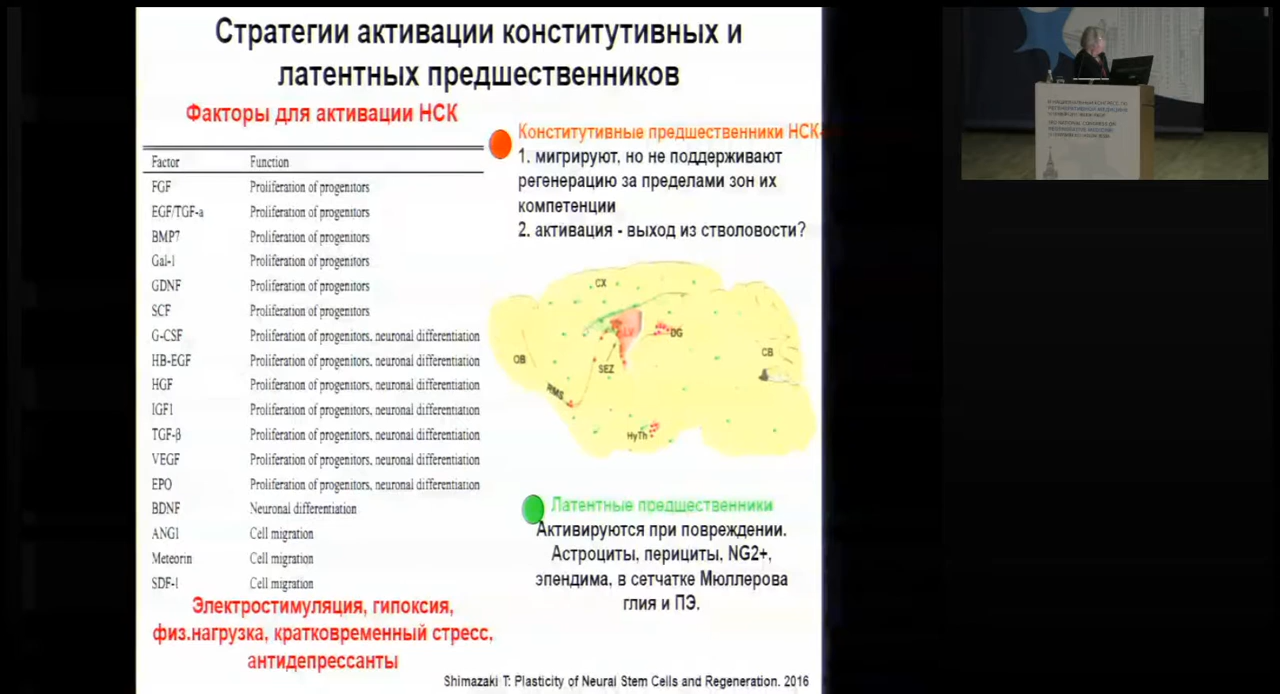 Стратегии активации конститутивных и
латентных предшественников
Факторы для активации НСК
Factor Function
FGF Proliferation of progenitors
EGF/TGF-a Proliferation of progenitors
BMP7 Proliferation of progenitors
Gal-1 Proliferation of progenitors
GDNF Proliferation of progenitors
SCF Proliferation of progenitors
G-CSF Proliferation of progenitors, neuronal differentiation
HB-EGF Proliferation of progenitors, neuronal differentiation
HGF Proliferation of progenitors, neuronal differentiation
IGF1 Proliferation of progenitors, neuronal differentiation
TGF-β Proliferation of progenitors, neuronal differentiation
VEGF Proliferation of progenitors, neuronal differentiation
EPO Proliferation of progenitors, neuronal differentiation
BDNF Neuronal differentiation
ANG1 Cell migration
Meteorin Cell migration
SDF-1 Cell migration
Электростимуляция, гипоксия,
физ.нагрузка, кратковременный стресс,
антидепрессанты
Конститутивные предшественники НСК
1. мигрируют, но не поддерживают
регенерацию за пределами зон их
компетенции
2. активация - выход из стволовости?
CX
LV
DG
OB
SEZ
CB
RMS
HyTh
Латентные предшественники
Активируются при повреждении.
Астроциты, перициты, NG2+,
эпендима, в сетчатке Мюллерова
глия и ПЭ.
Shimazaki T: Plasticity of Neural Stem Cells and Regeneration. 2016